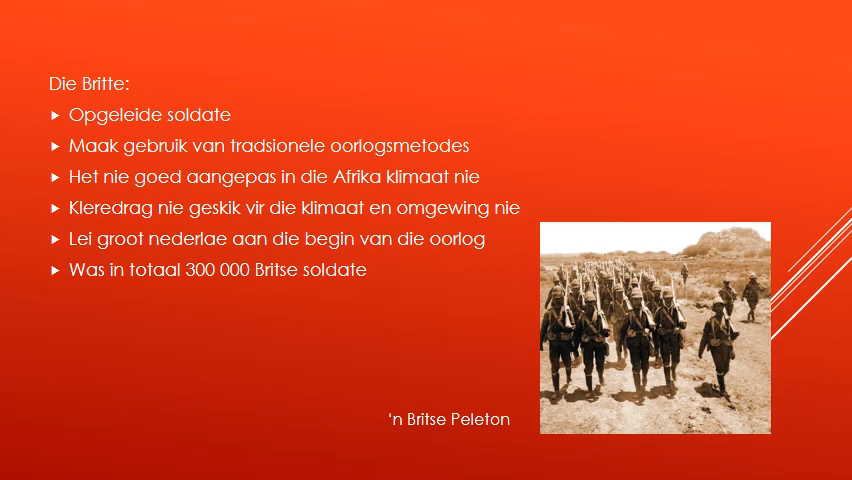 Die Britte:
Opgeleide soldate
Maak gebruik van tradsionele oorlogsmetodes
Het nie goed aangepas in die Afrika klimaat nie
Kleredrag nie geskik vir die klimaat en omgewing nie
Lei groot nederlae aan die begin van die oorlog
Was in totaal 300 000 Britse soldate
‘n Britse Peleton